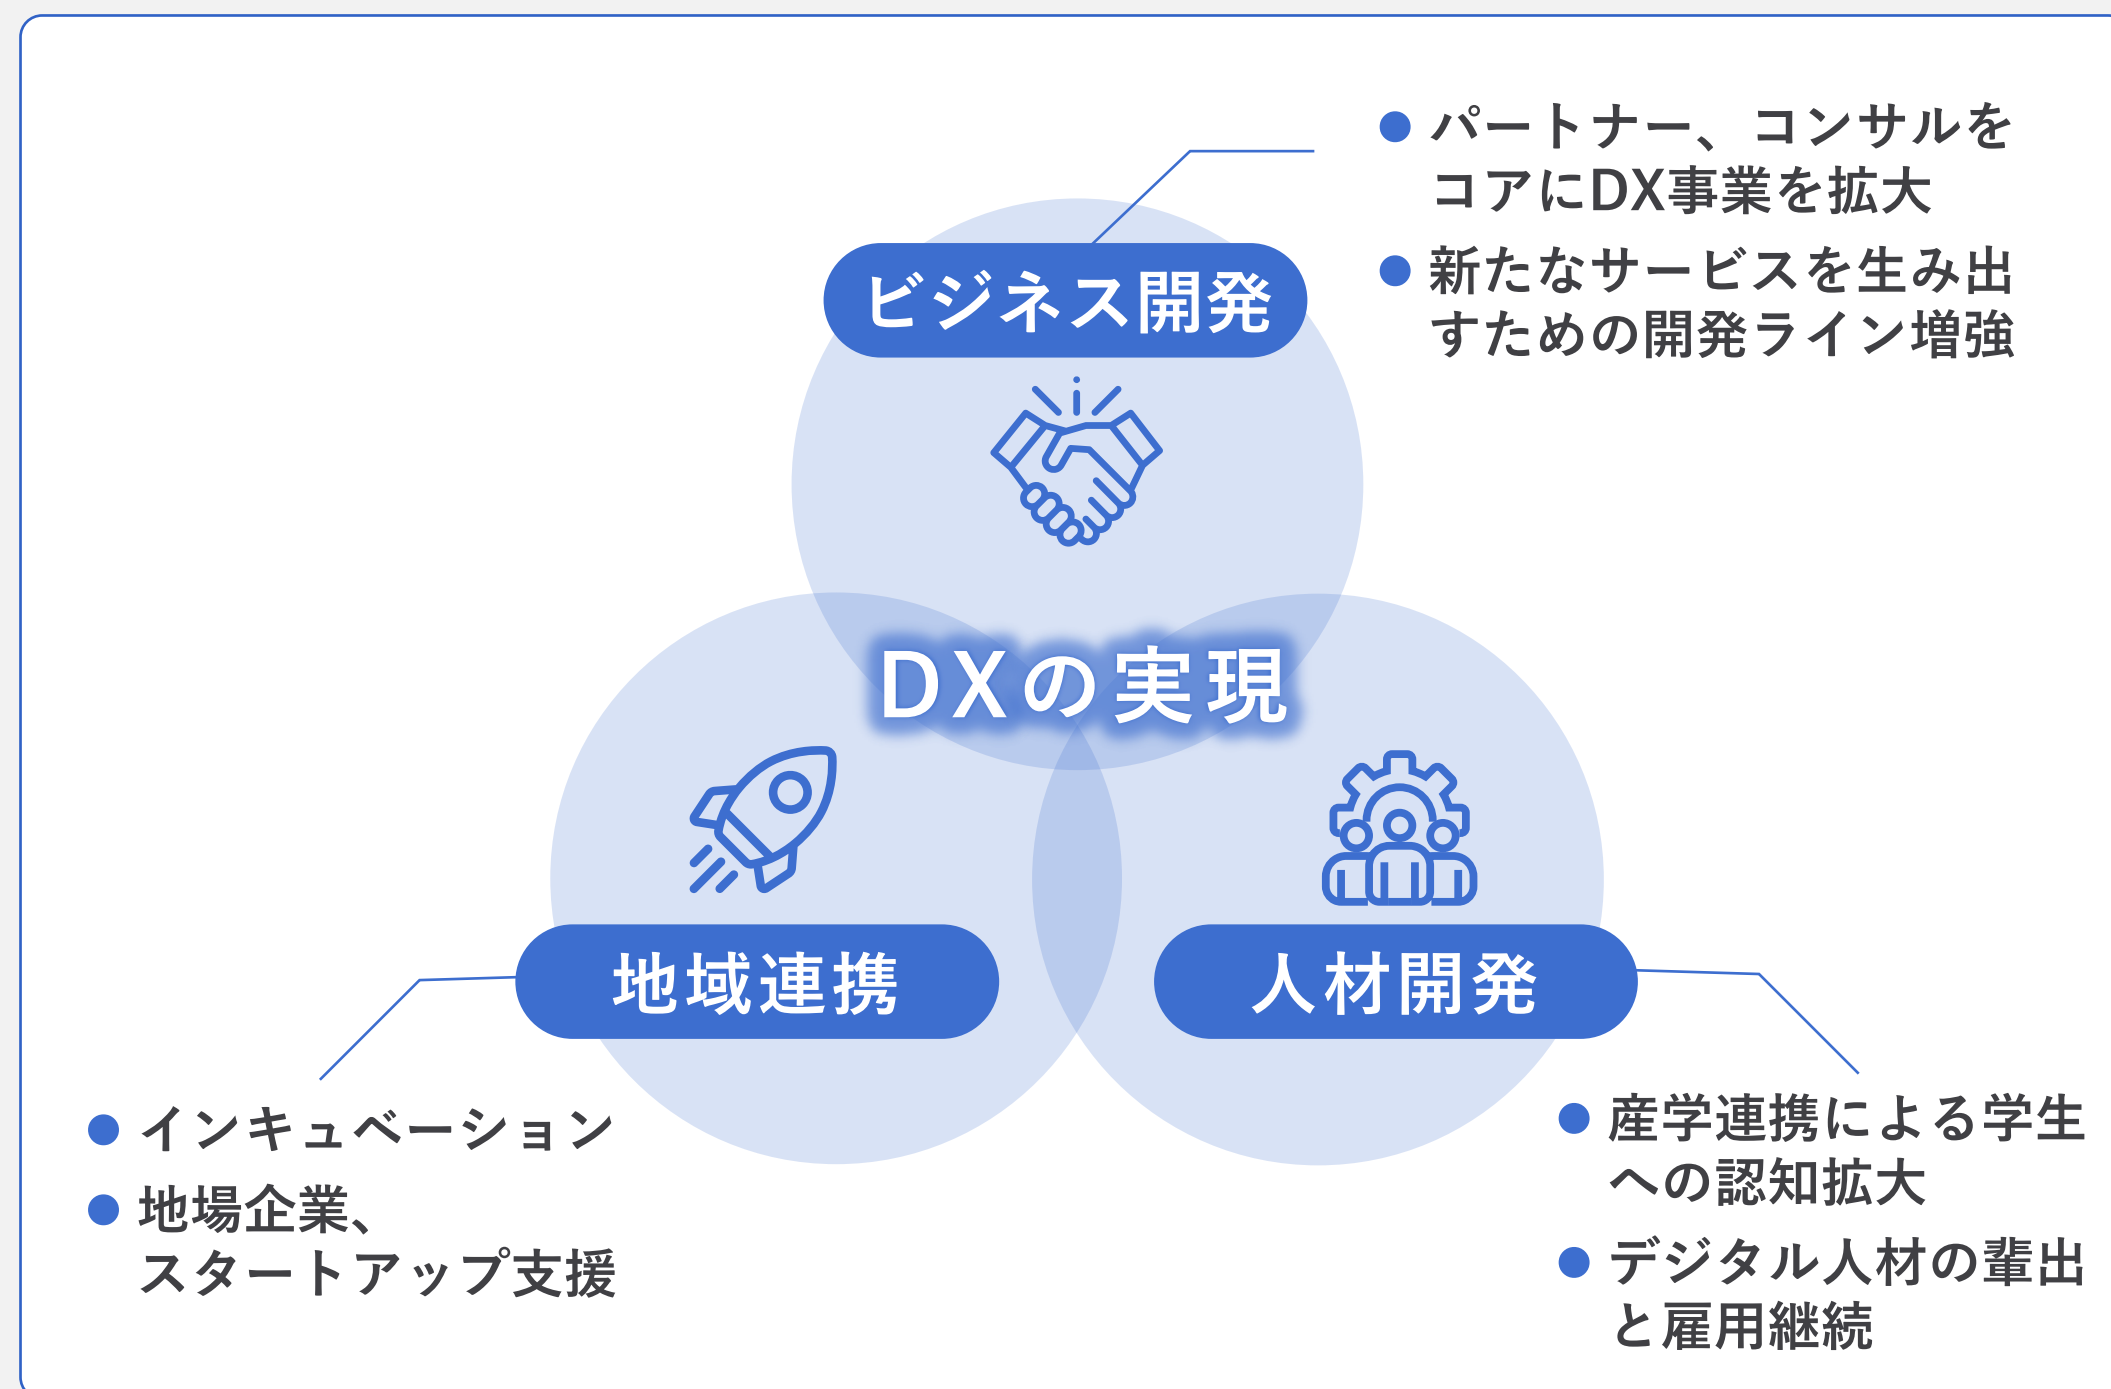 パートナー、コンサルを
コアにDX事業を拡大
新たなサービスを生み出
すための開発ライン増強
ビジネス開発
DXの実現
地域連携
人材開発
インキュベーション
地場企業、
スタートアップ支援
産学連携による学生
への認知拡大
デジタル人材の輩出
と雇用継続